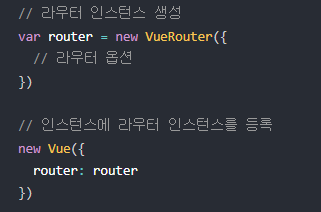 // 라우터 인스턴스 생성
var router = new VueRouter({
  // 라우터 옵션
})

// 인스턴스에 라우터 인스턴스를 등록
new Vue({
  router: router
})